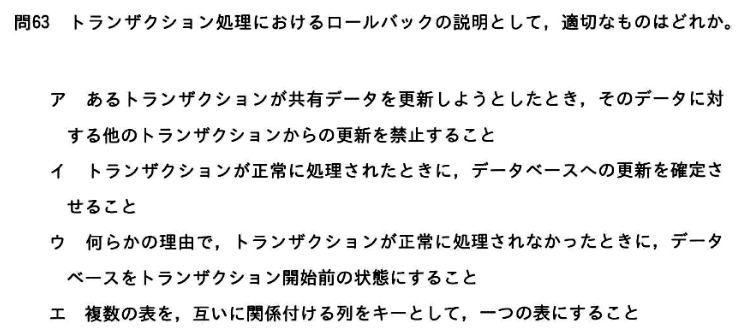 問63　トランザクション処理におけるロールバックの説明として，適切なものはどれか。
ア　あるトランザクションが共有データを更新しようとしたとき，そのデータに対
する他のトランザクションからの更新を禁止すること
イ　トランザクションが正常に処理されたときに，データベースへの更新を確定さ
せること
ウ　何らかの理由で，トランザクションが正常に処理されなかったときに，データ
ベースをトランザクション開始前の状態にすること
エ　複数の表を，互いに関係付ける列をキーとして，一つの表にすること